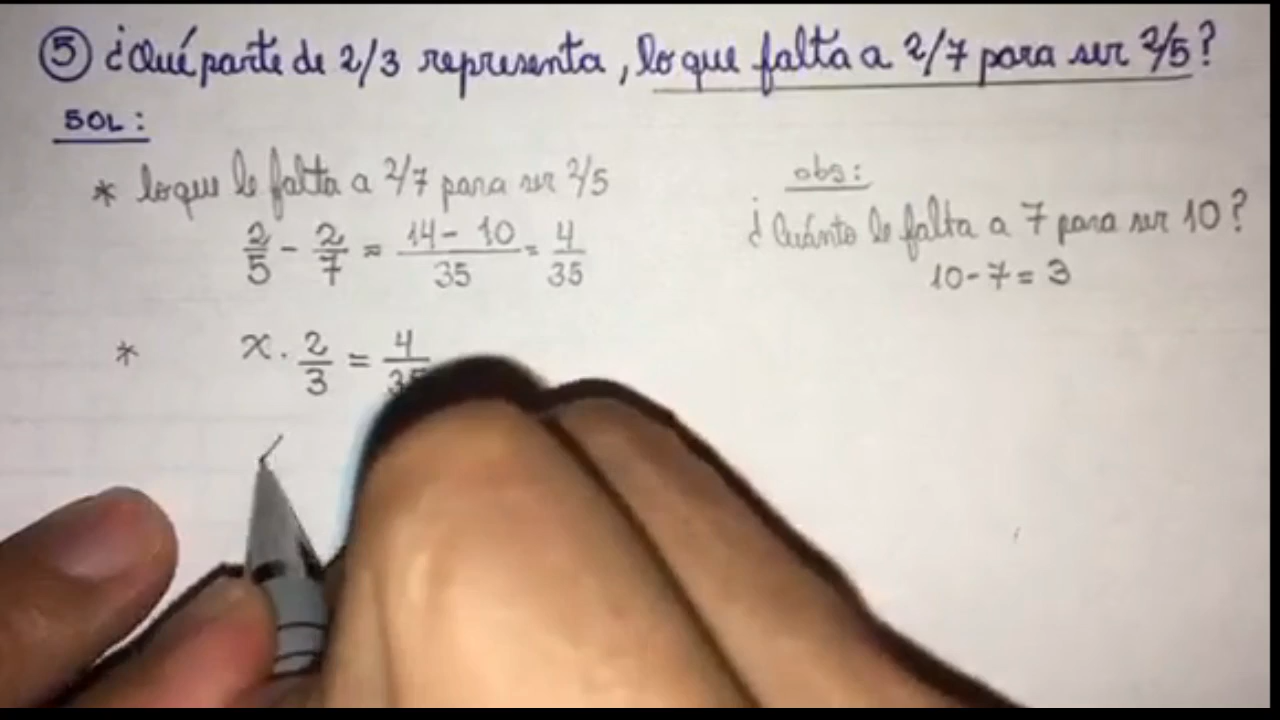 ⑤ ¿Qué parte de 2/3 representa, lo que falta a 2/7 para ser 2/5?
SOL:
* lo que le falta a 2/7 para ser 2/5
2/5 - 2/7 = 14 - 10/35 = 4/35
obs:
¿Cuánto le falta a 7 para ser 10?
10-7 = 3
* x . 2/3 = 4/35